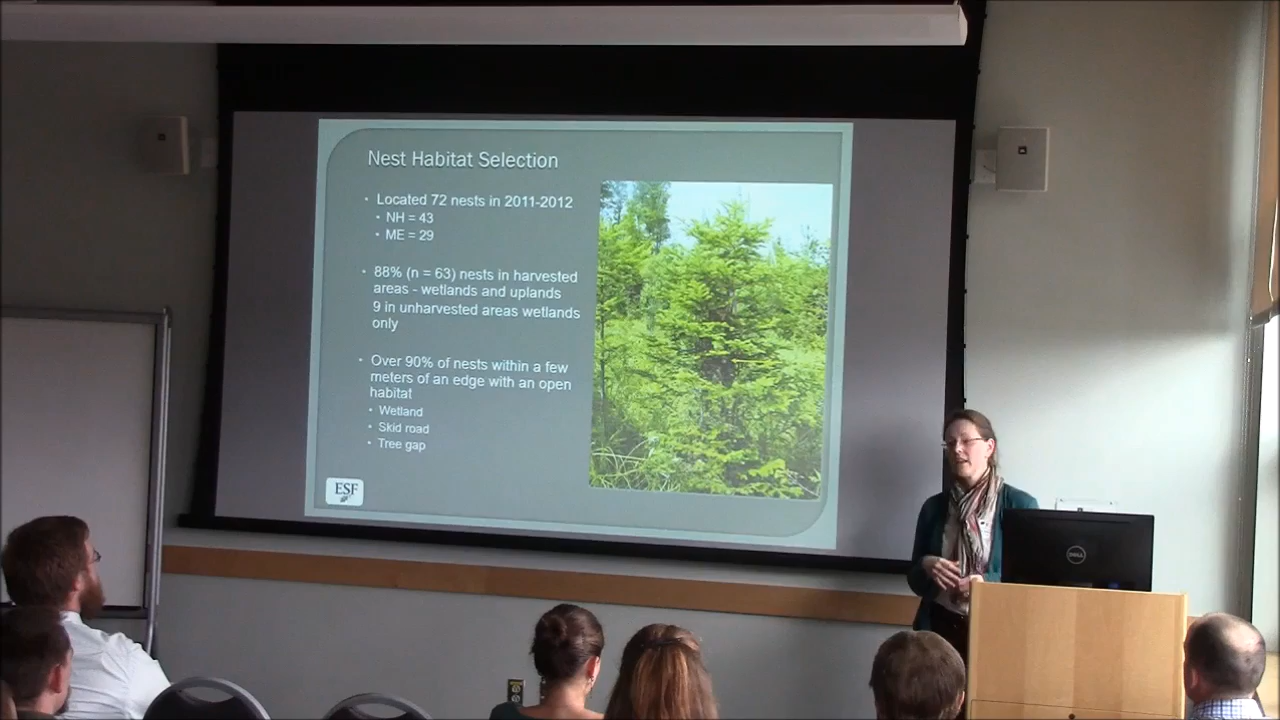 Nest Habitat Selection
• Located 72 nests in 2011-2012
• NH = 43
• ME = 29
• 88% (n = 63) nests in harvested
areas - wetlands and uplands
9 in unharvested areas wetlands
only
• Over 90% of nests within a few
meters of an edge with an open
habitat
• Wetland
• Skid road
• Tree gap
ESF
DELL